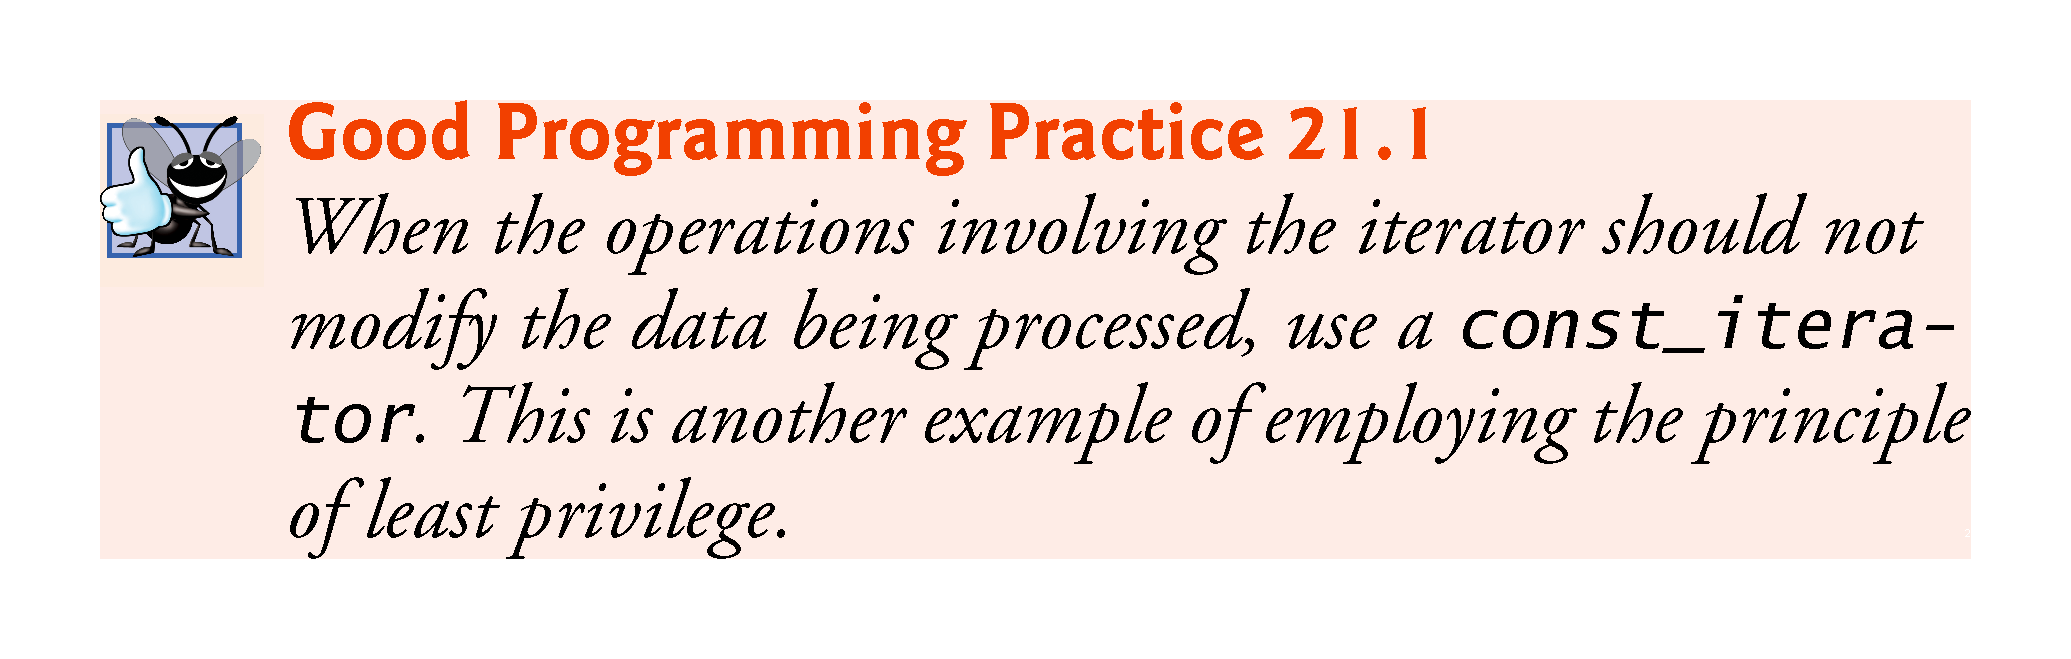 Good Programming Practice 21.1
When the operations involving the iterator should not
modify the data being processed, use a const_itera-
tor. This is another example of employing the principle
of least privilege.